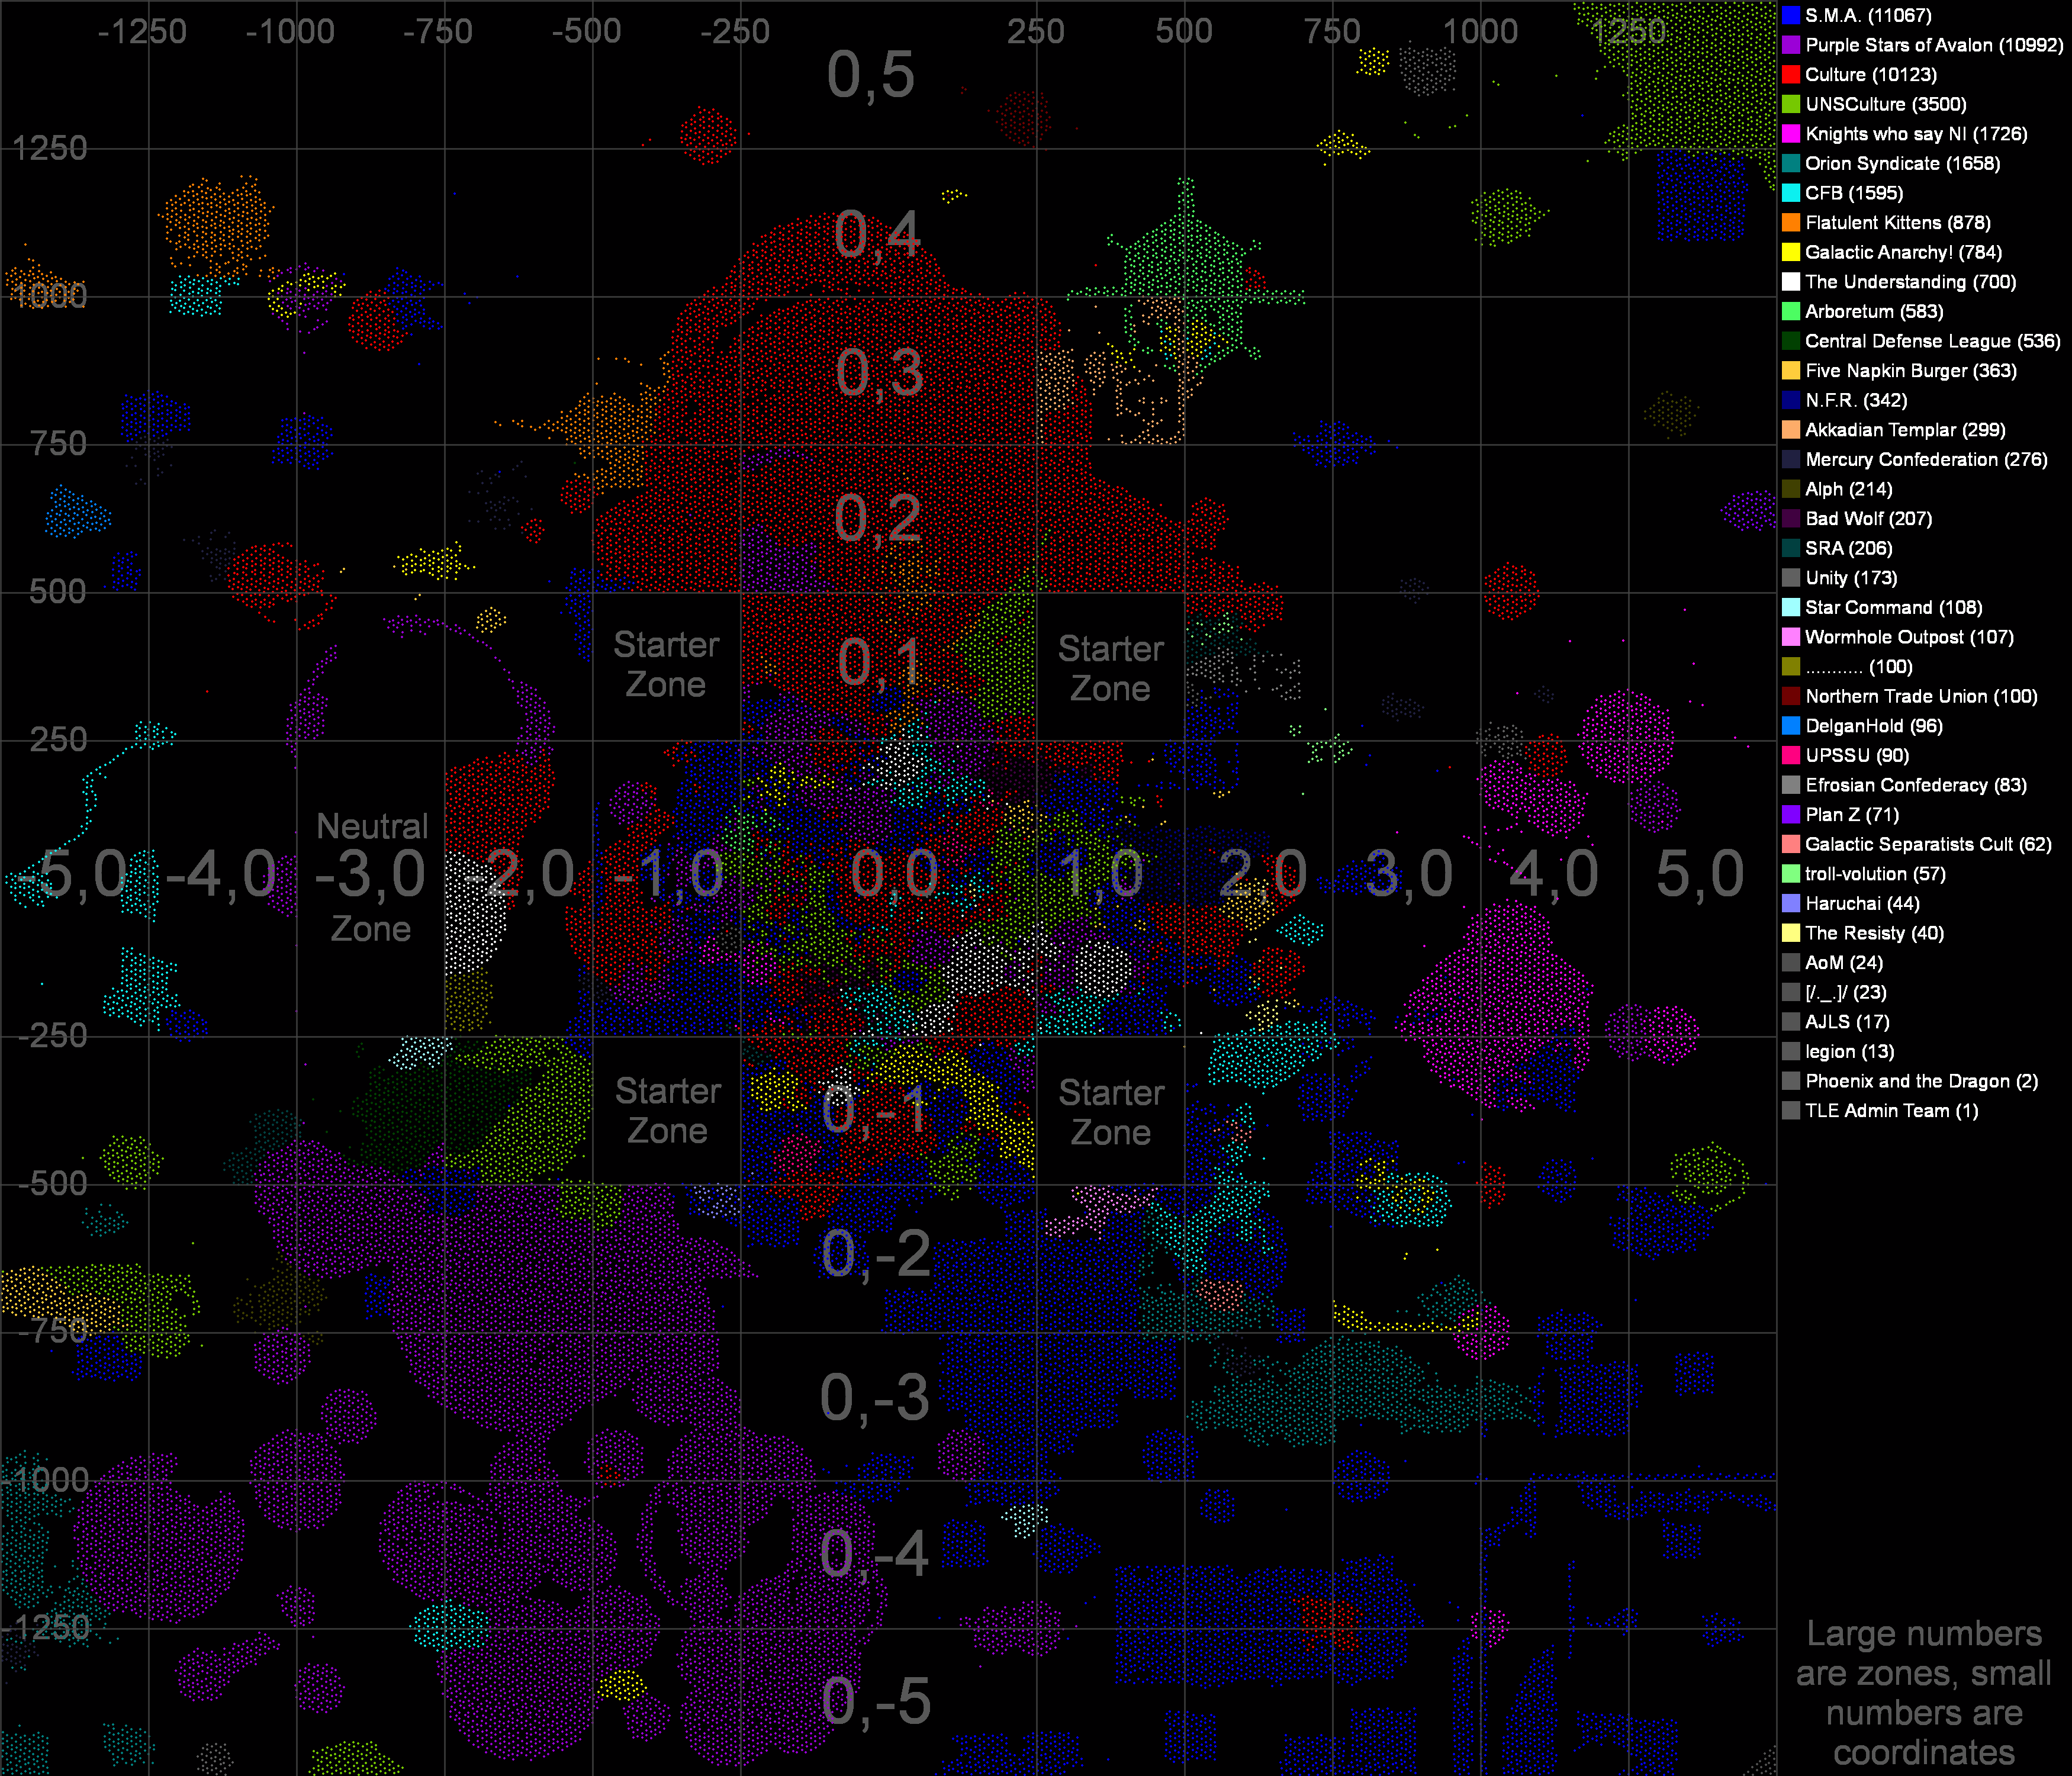 -1250 -1000 -750 -500 -250 250 500 750 1000 1250
0,5
1250
0,4
1000
0,3
750
0,2
500
Starter Zone
0,1
Starter Zone
250
Neutral Zone
-5,0 -4,0 -3,0 -2,0 -1,0 0,0 1,0 2,0 3,0 4,0 5,0
-250
Starter Zone
0,-1
Starter Zone
-500
0,-2
-750
0,-3
-1000
0,-4
-1250
0,-5
S.M.A. (11067)
Purple Stars of Avalon (10992)
Culture (10123)
UNSCulture (3500)
Knights who say NI (1726)
Orion Syndicate (1658)
CFB (1595)
Flatulent Kittens (878)
Galactic Anarchy! (784)
The Understanding (700)
Arboretum (583)
Central Defense League (536)
Five Napkin Burger (363)
N.F.R. (342)
Akkadian Templar (299)
Mercury Confederation (276)
Alph (214)
Bad Wolf (207)
SRA (206)
Unity (173)
Star Command (108)
Wormhole Outpost (107)
........... (100)
Northern Trade Union (100)
DelganHold (96)
UPSSU (90)
Efrosian Confederacy (83)
Plan Z (71)
Galactic Separatists Cult (62)
troll-volution (57)
Haruchai (44)
The Resisty (40)
AoM (24)
[/._.]/ (23)
AJLS (17)
legion (13)
Phoenix and the Dragon (2)
TLE Admin Team (1)
Large numbers
are zones, small
numbers are
coordinates